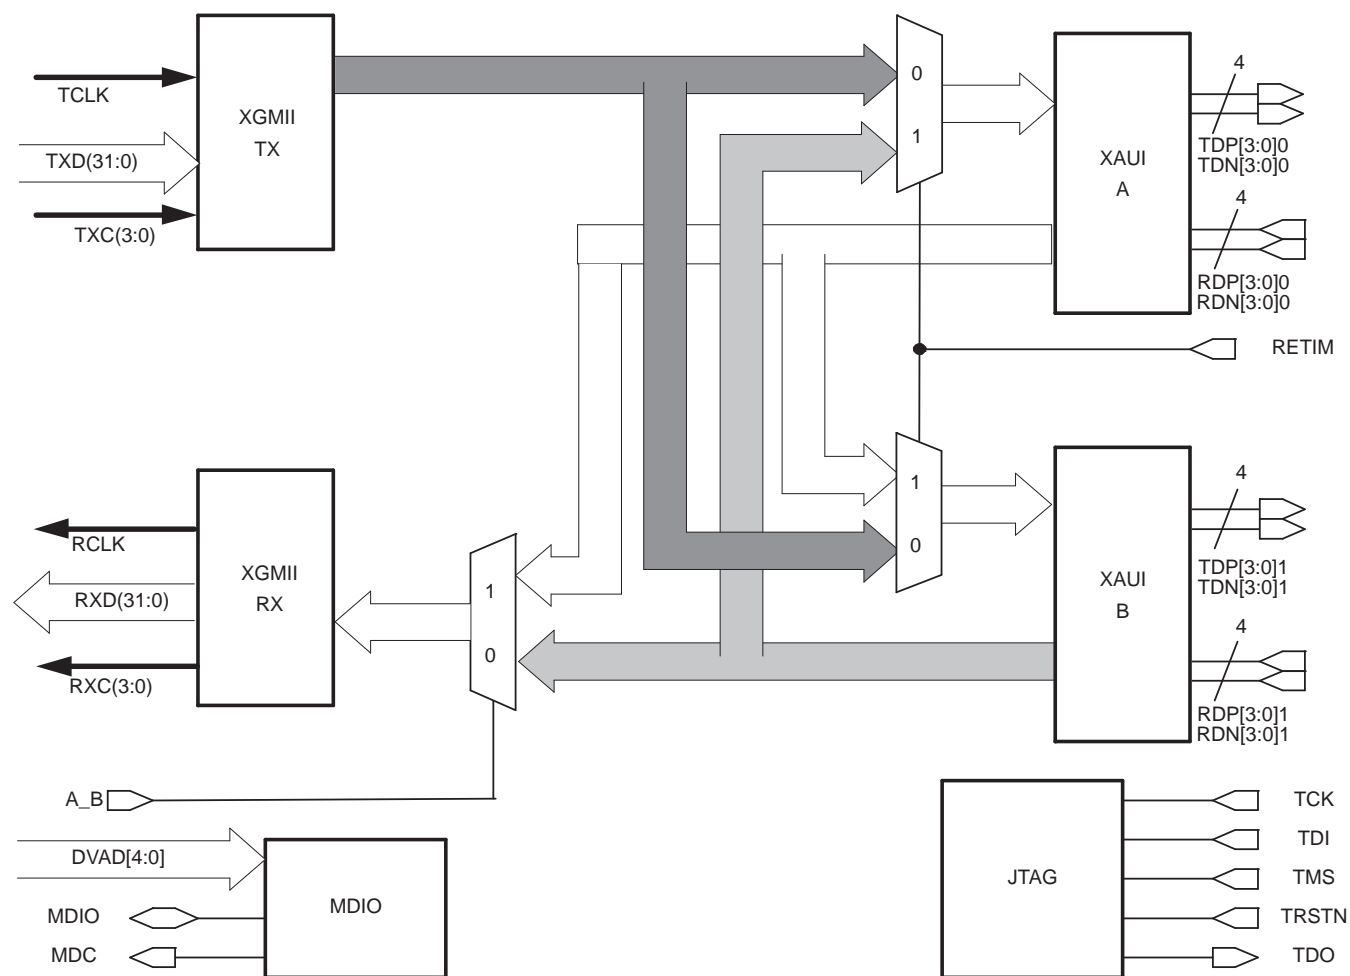 TCLK
TXD(31:0)
TXC(3:0)
XGMII
TX
0
1
XAUI
A
4
TDP[3:0]0
TDN[3:0]0
4
RDP[3:0]0
RDN[3:0]0
RETIM
RCLK
RXD(31:0)
RXC(3:0)
XGMII
RX
1
0
1
0
XAUI
B
4
TDP[3:0]1
TDN[3:0]1
4
RDP[3:0]1
RDN[3:0]1
A_B
DVAD[4:0]
MDIO
MDC
MDIO
JTAG
TCK
TDI
TMS
TRSTN
TDO